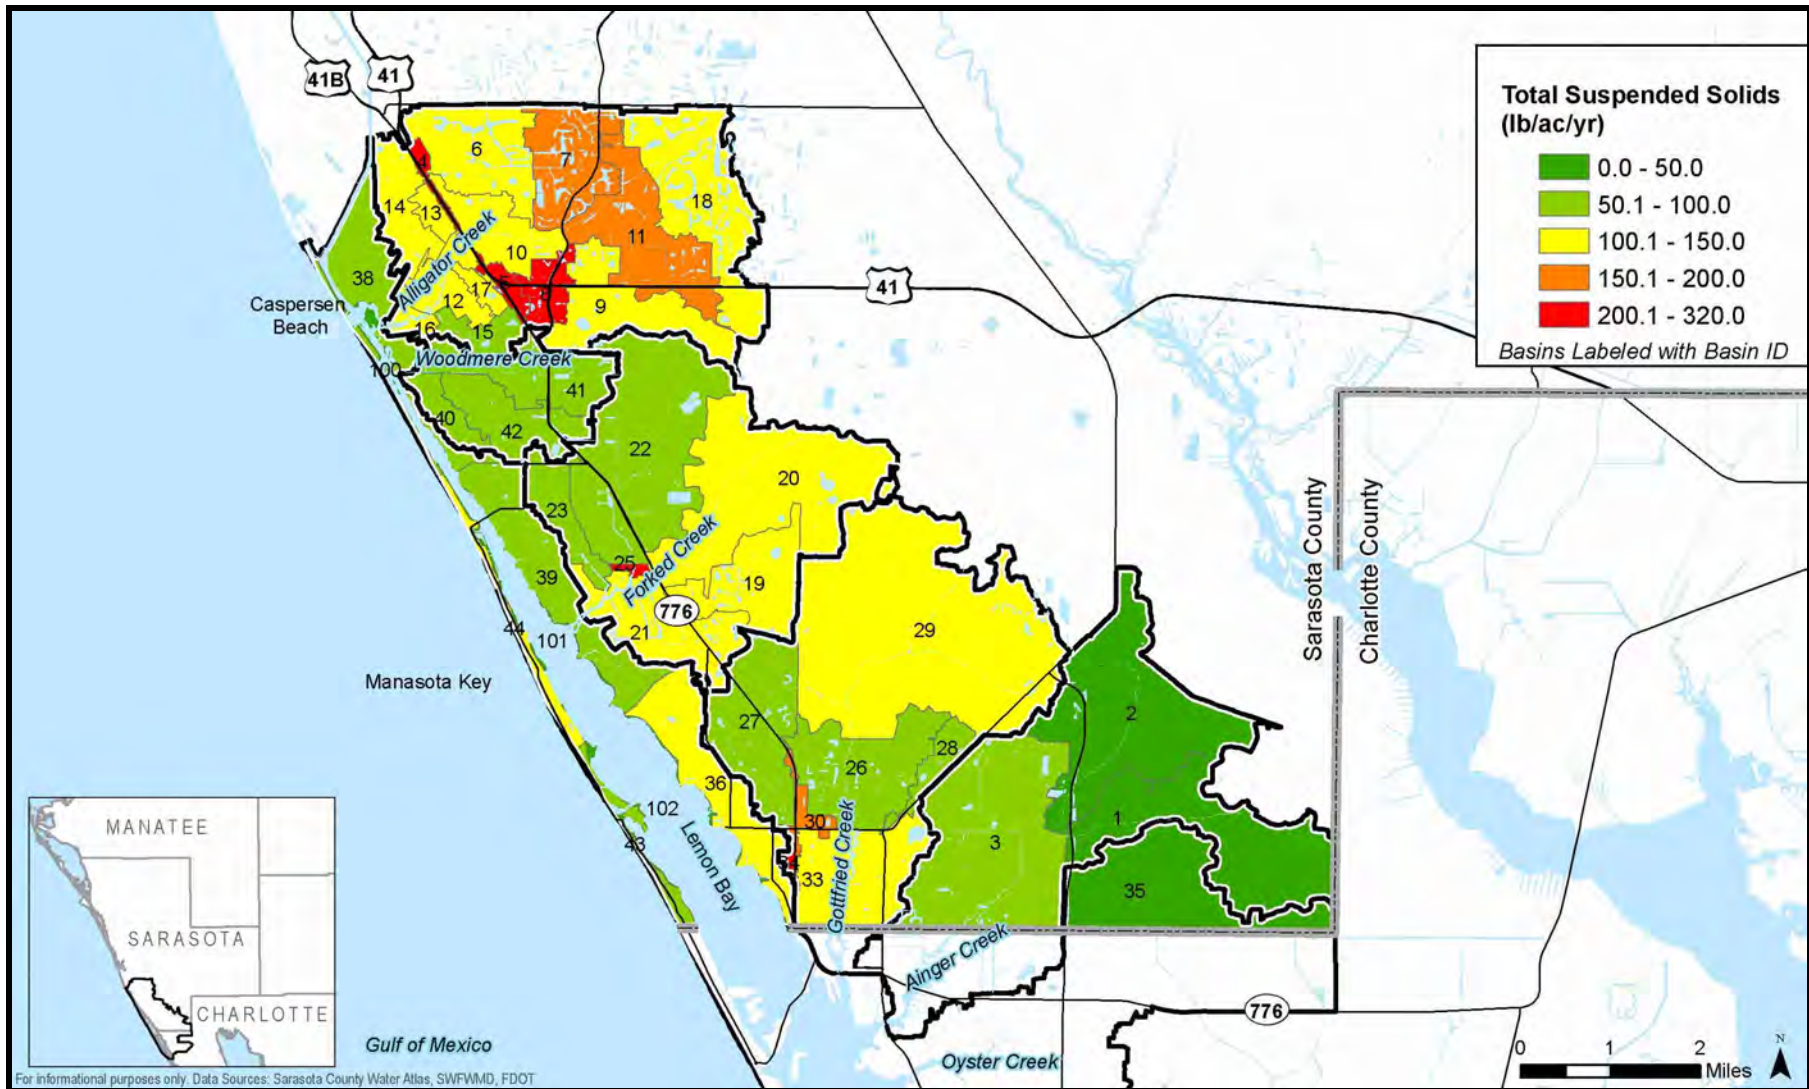 41B
41
Total Suspended Solids
(lb/ac/yr)
0.0 - 50.0
50.1 - 100.0
100.1 - 150.0
150.1 - 200.0
200.1 - 320.0
Basins Labeled with Basin ID
4
6
7
18
14
13
11
10
Alligator Creek
38
5
17
8
41
12
9
Caspersen
Beach
16
15
Woodmere Creek
100
41
40
42
22
20
23
Sarasota County
Charlotte County
25
Forked Creek
39
19
776
44
101
21
29
Manasota Key
27
2
28
26
36
102
30
1
43
Lemon Bay
Gottfried Creek
3
33
35
Ainger Creek
776
Oyster Creek
Gulf of Mexico
MANATEE
SARASOTA
CHARLOTTE
0 1 2
Miles
N
For informational purposes only. Data Sources: Sarasota County Water Atlas, SWFWMD, FDOT